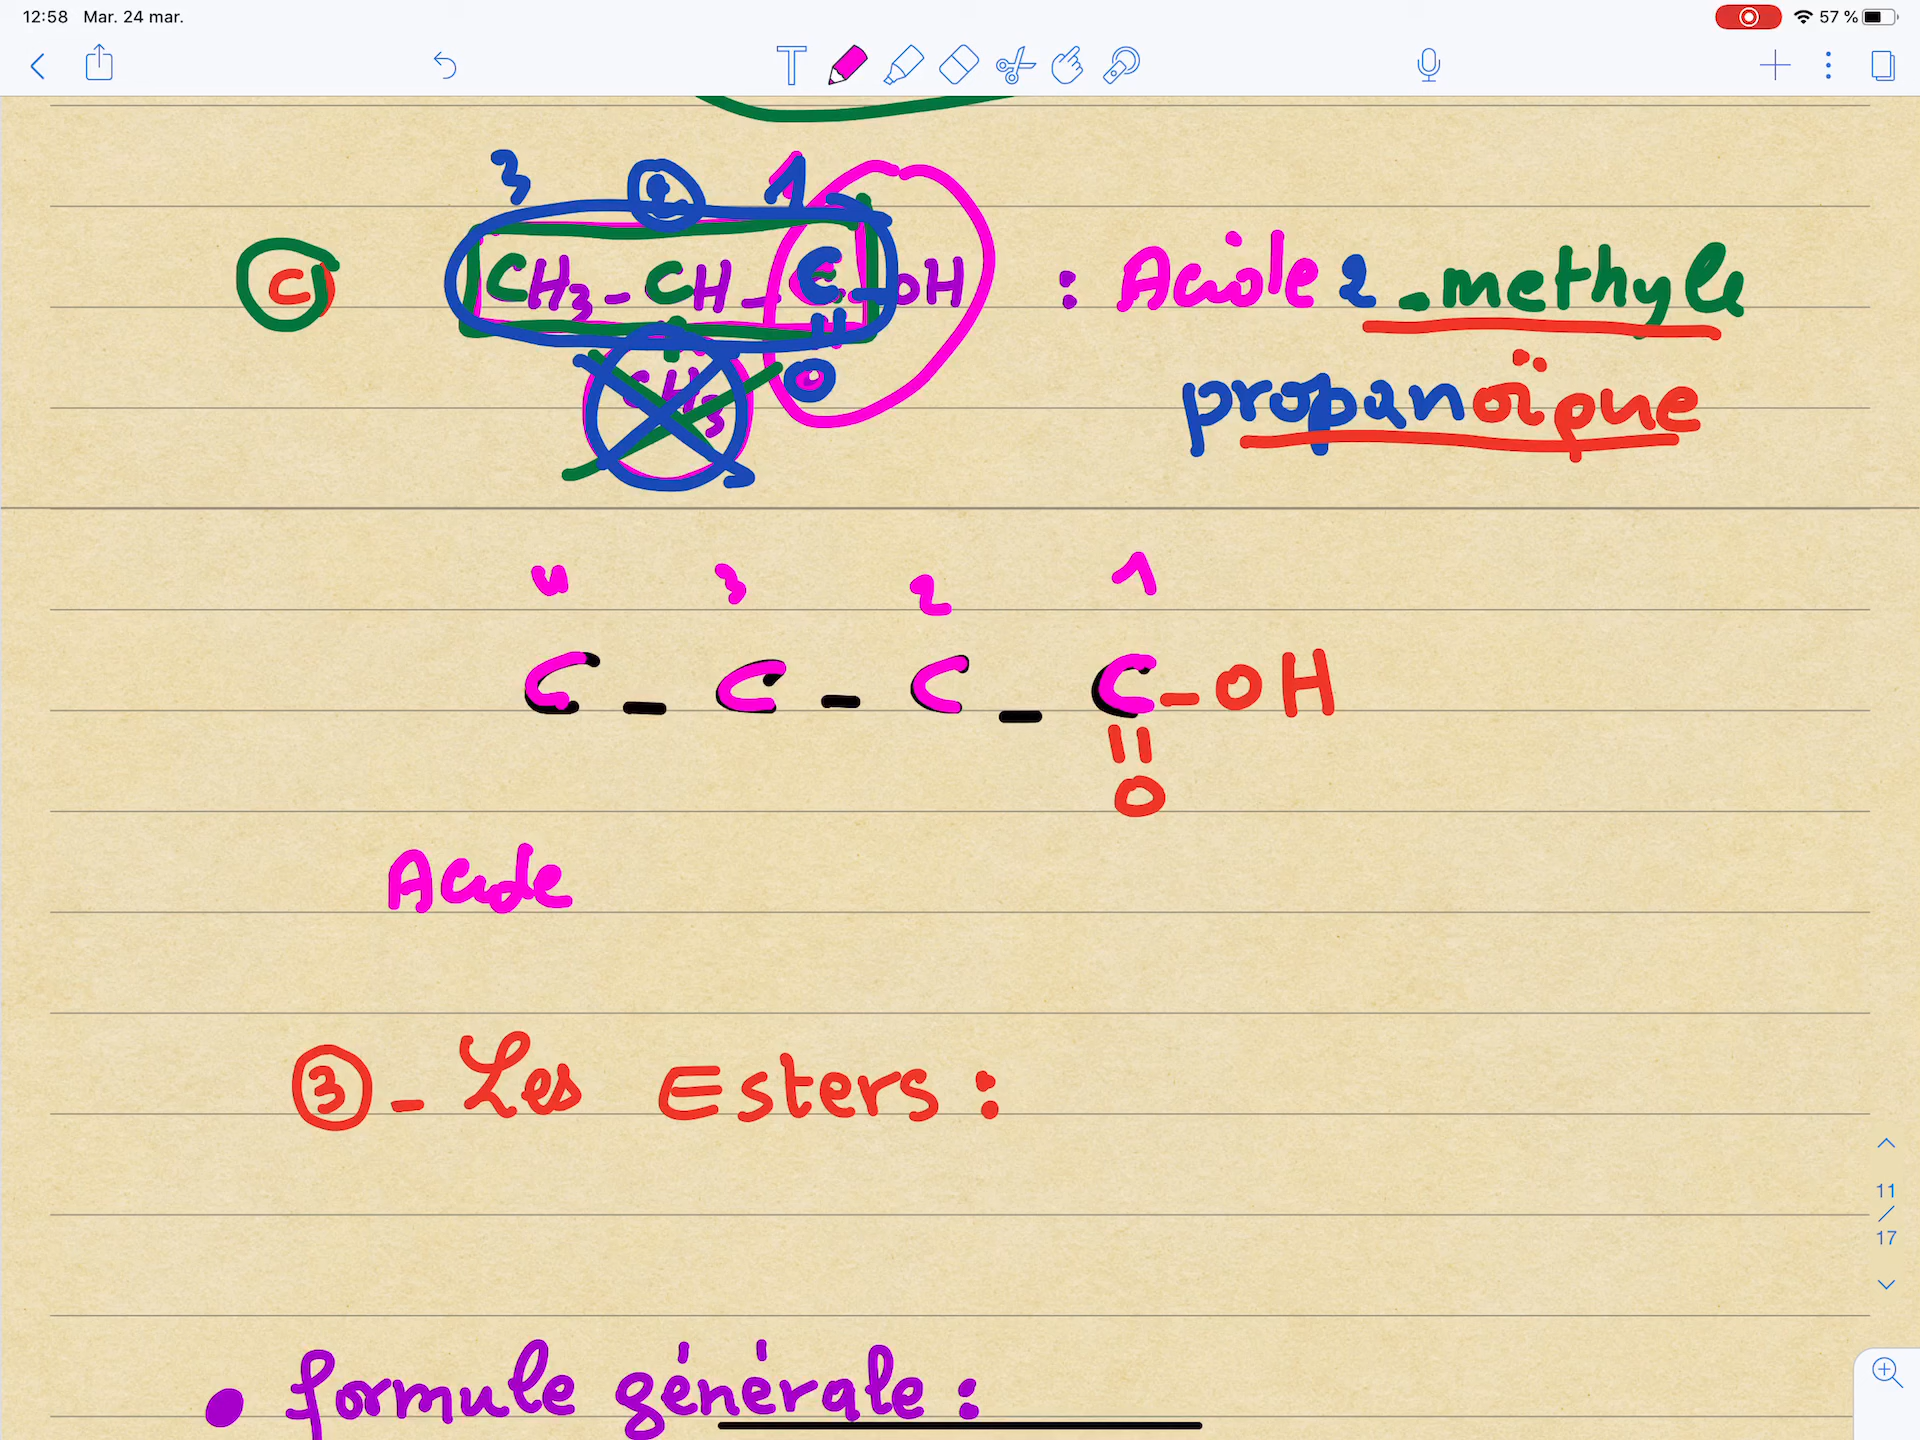 12:58 Mar. 24 mar. 57 %
T
3 2 1
c) CH3 - CH - C - OH : Acide 2 - methyle
CH3 O propanoïque
4 3 2 1
C - C - C - C - OH
O
Acide
3 - Les Esters :
11
/
17
• formule générale :